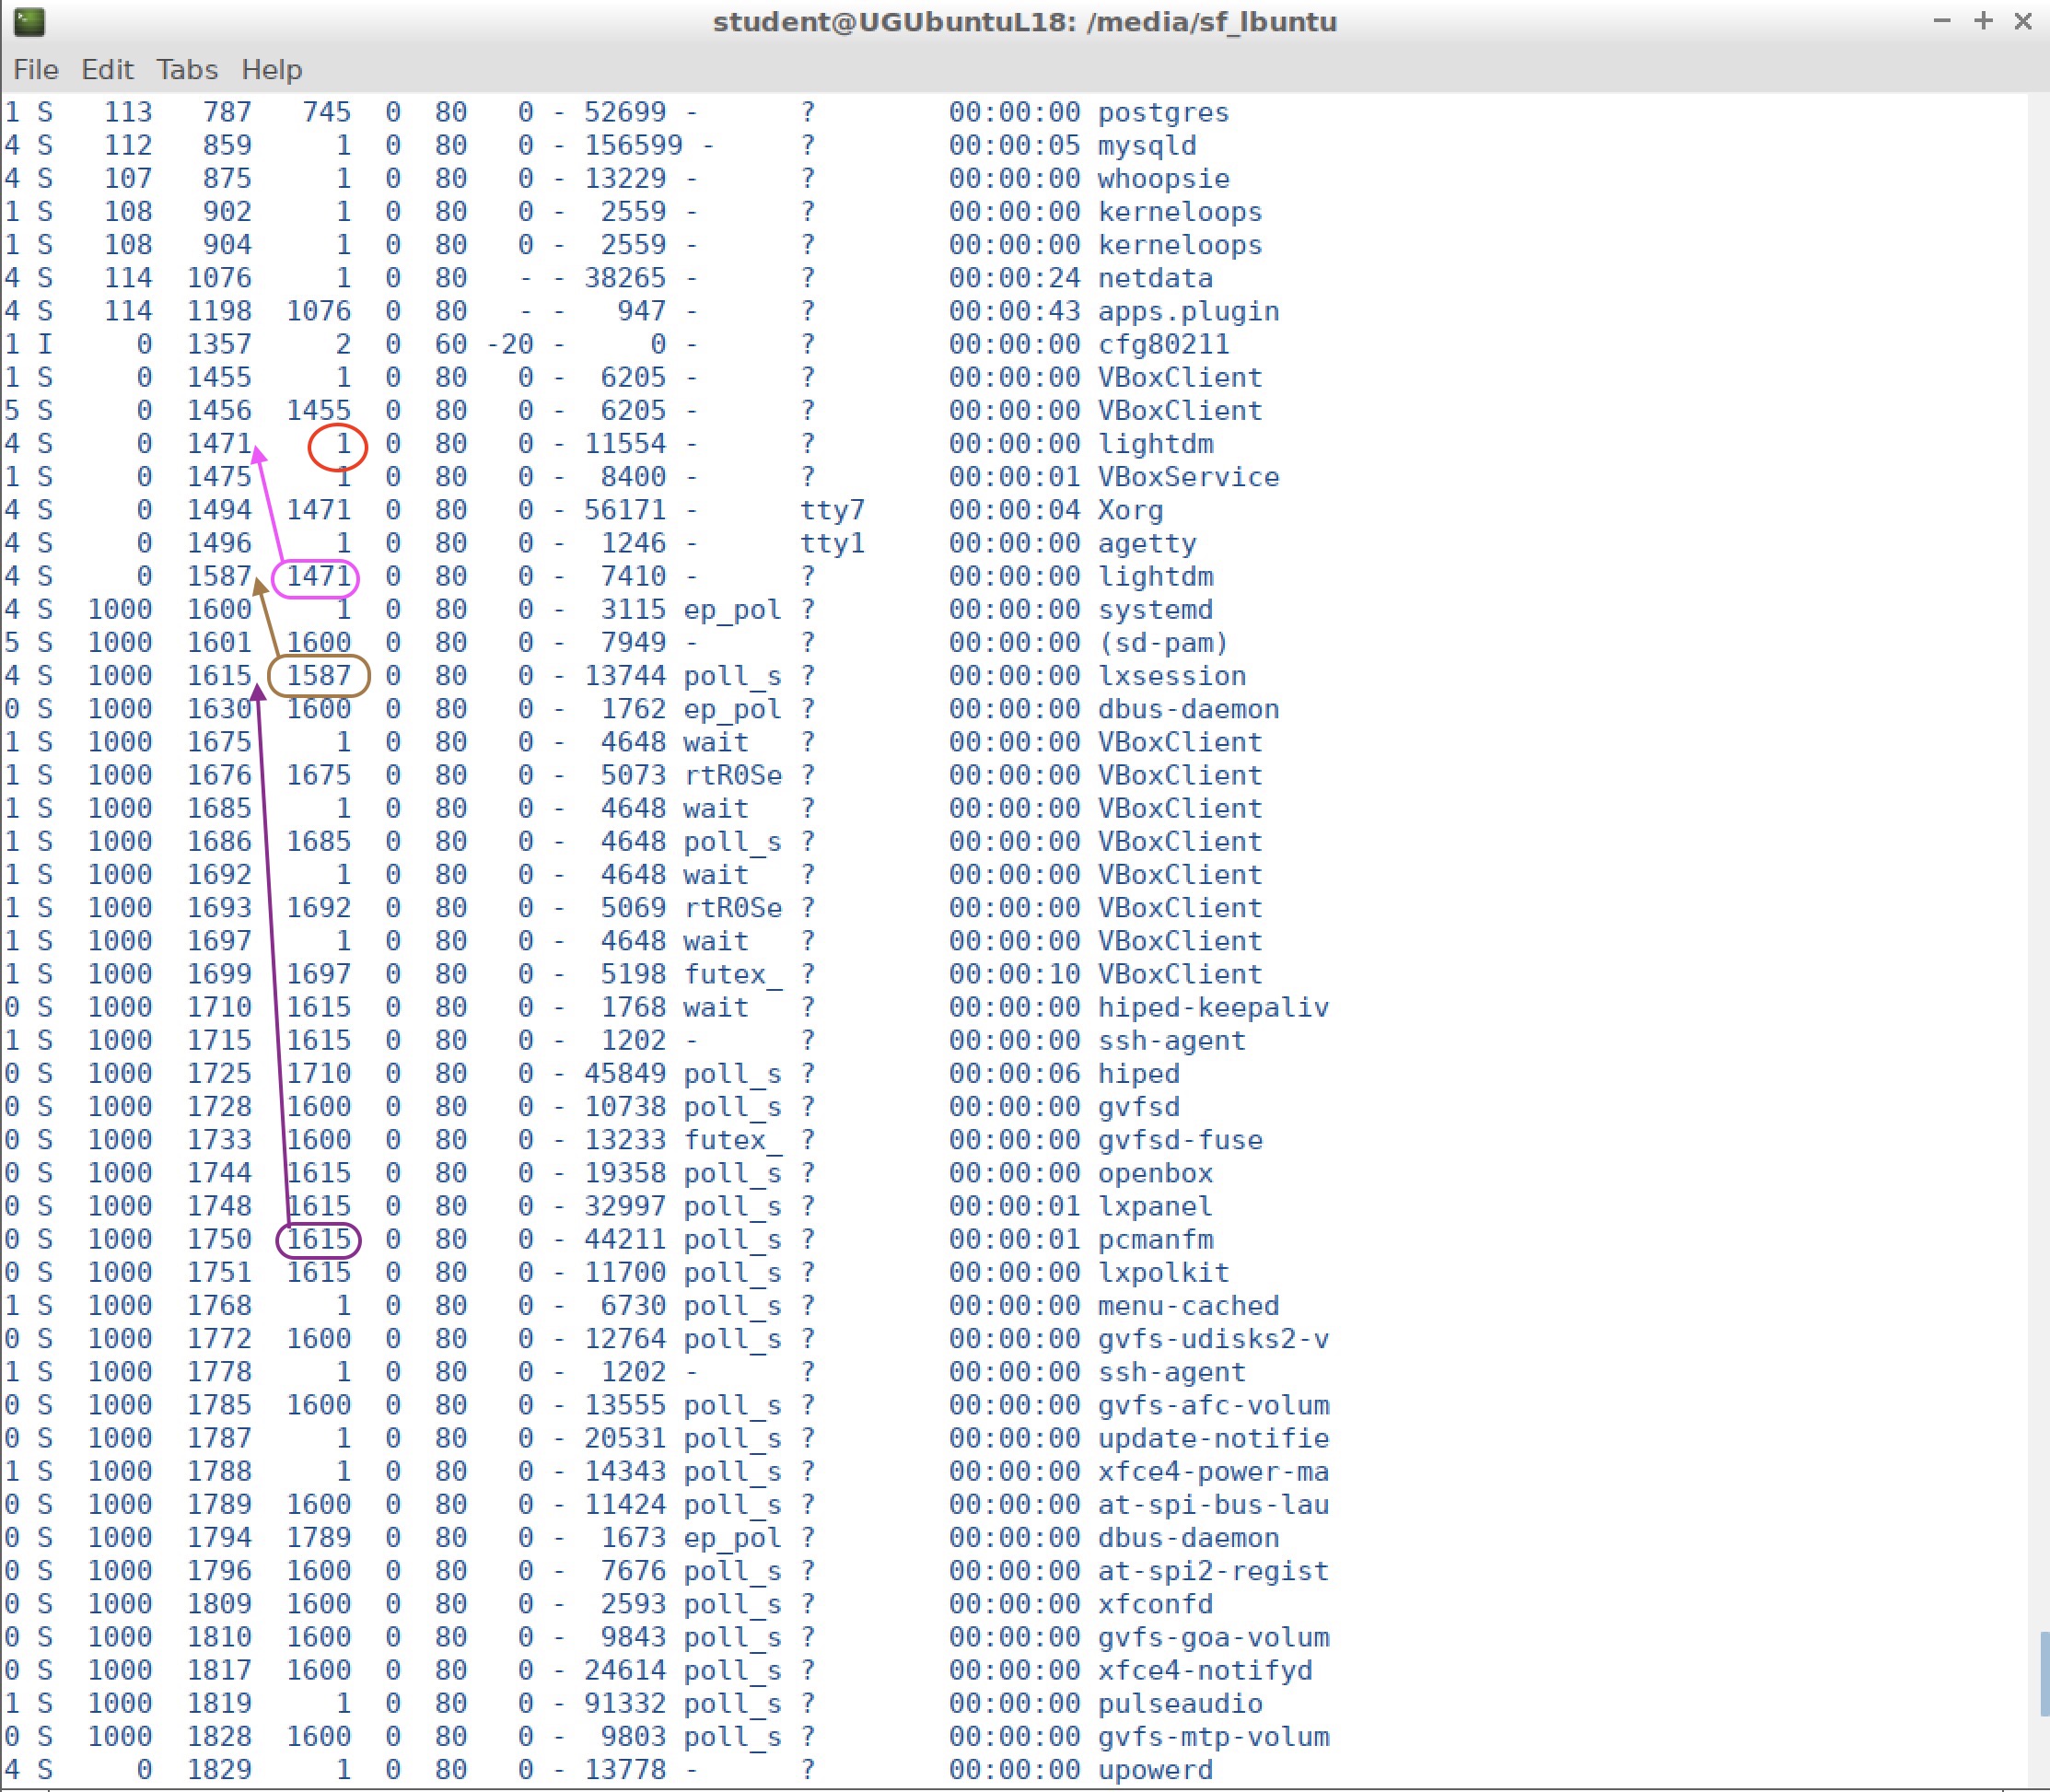 student@UGUbuntuL18: /media/sf_lbuntu
File Edit Tabs Help
1 S 113 787 745 0 80 0 - 52699 - ? 00:00:00 postgres
4 S 112 859 1 0 80 0 - 156599 - ? 00:00:05 mysqld
4 S 107 875 1 0 80 0 - 13229 - ? 00:00:00 whoopsie
1 S 108 902 1 0 80 0 - 2559 - ? 00:00:00 kerneloops
1 S 108 904 1 0 80 0 - 2559 - ? 00:00:00 kerneloops
4 S 114 1076 1 0 80 - - 38265 - ? 00:00:24 netdata
4 S 114 1198 1076 0 80 - - 947 - ? 00:00:43 apps.plugin
1 I 0 1357 2 0 60 -20 - 0 - ? 00:00:00 cfg80211
1 S 0 1455 1 0 80 0 - 6205 - ? 00:00:00 VBoxClient
5 S 0 1456 1455 0 80 0 - 6205 - ? 00:00:00 VBoxClient
4 S 0 1471 1 0 80 0 - 11554 - ? 00:00:00 lightdm
1 S 0 1475 1 0 80 0 - 8400 - ? 00:00:01 VBoxService
4 S 0 1494 1471 0 80 0 - 56171 - tty7 00:00:04 Xorg
4 S 0 1496 1 0 80 0 - 1246 - tty1 00:00:00 agetty
4 S 0 1587 1471 0 80 0 - 7410 - ? 00:00:00 lightdm
4 S 1000 1600 1 0 80 0 - 3115 ep_pol ? 00:00:00 systemd
5 S 1000 1601 1600 0 80 0 - 7949 - ? 00:00:00 (sd-pam)
4 S 1000 1615 1587 0 80 0 - 13744 poll_s ? 00:00:00 lxsession
0 S 1000 1630 1600 0 80 0 - 1762 ep_pol ? 00:00:00 dbus-daemon
1 S 1000 1675 1 0 80 0 - 4648 wait ? 00:00:00 VBoxClient
1 S 1000 1676 1675 0 80 0 - 5073 rtR0Se ? 00:00:00 VBoxClient
1 S 1000 1685 1 0 80 0 - 4648 wait ? 00:00:00 VBoxClient
1 S 1000 1686 1685 0 80 0 - 4648 poll_s ? 00:00:00 VBoxClient
1 S 1000 1692 1 0 80 0 - 4648 wait ? 00:00:00 VBoxClient
1 S 1000 1693 1692 0 80 0 - 5069 rtR0Se ? 00:00:00 VBoxClient
1 S 1000 1697 1 0 80 0 - 4648 wait ? 00:00:00 VBoxClient
1 S 1000 1699 1697 0 80 0 - 5198 futex_ ? 00:00:10 VBoxClient
0 S 1000 1710 1615 0 80 0 - 1768 wait ? 00:00:00 hiped-keepaliv
1 S 1000 1715 1615 0 80 0 - 1202 - ? 00:00:00 ssh-agent
0 S 1000 1725 1710 0 80 0 - 45849 poll_s ? 00:00:06 hiped
0 S 1000 1728 1600 0 80 0 - 10738 poll_s ? 00:00:00 gvfsd
0 S 1000 1733 1600 0 80 0 - 13233 futex_ ? 00:00:00 gvfsd-fuse
0 S 1000 1744 1615 0 80 0 - 19358 poll_s ? 00:00:00 openbox
0 S 1000 1748 1615 0 80 0 - 32997 poll_s ? 00:00:01 lxpanel
0 S 1000 1750 1615 0 80 0 - 44211 poll_s ? 00:00:01 pcmanfm
0 S 1000 1751 1615 0 80 0 - 11700 poll_s ? 00:00:00 lxpolkit
1 S 1000 1768 1 0 80 0 - 6730 poll_s ? 00:00:00 menu-cached
0 S 1000 1772 1600 0 80 0 - 12764 poll_s ? 00:00:00 gvfs-udisks2-v
1 S 1000 1778 1 0 80 0 - 1202 - ? 00:00:00 ssh-agent
0 S 1000 1785 1600 0 80 0 - 13555 poll_s ? 00:00:00 gvfs-afc-volum
0 S 1000 1787 1 0 80 0 - 20531 poll_s ? 00:00:00 update-notifie
1 S 1000 1788 1 0 80 0 - 14343 poll_s ? 00:00:00 xfce4-power-ma
0 S 1000 1789 1600 0 80 0 - 11424 poll_s ? 00:00:00 at-spi-bus-lau
0 S 1000 1794 1789 0 80 0 - 1673 ep_pol ? 00:00:00 dbus-daemon
0 S 1000 1796 1600 0 80 0 - 7676 poll_s ? 00:00:00 at-spi2-regist
0 S 1000 1809 1600 0 80 0 - 2593 poll_s ? 00:00:00 xfconfd
0 S 1000 1810 1600 0 80 0 - 9843 poll_s ? 00:00:00 gvfs-goa-volum
0 S 1000 1817 1600 0 80 0 - 24614 poll_s ? 00:00:00 xfce4-notifyd
1 S 1000 1819 1 0 80 0 - 91332 poll_s ? 00:00:00 pulseaudio
0 S 1000 1828 1600 0 80 0 - 9803 poll_s ? 00:00:00 gvfs-mtp-volum
4 S 0 1829 1 0 80 0 - 13778 - ? 00:00:00 upowerd